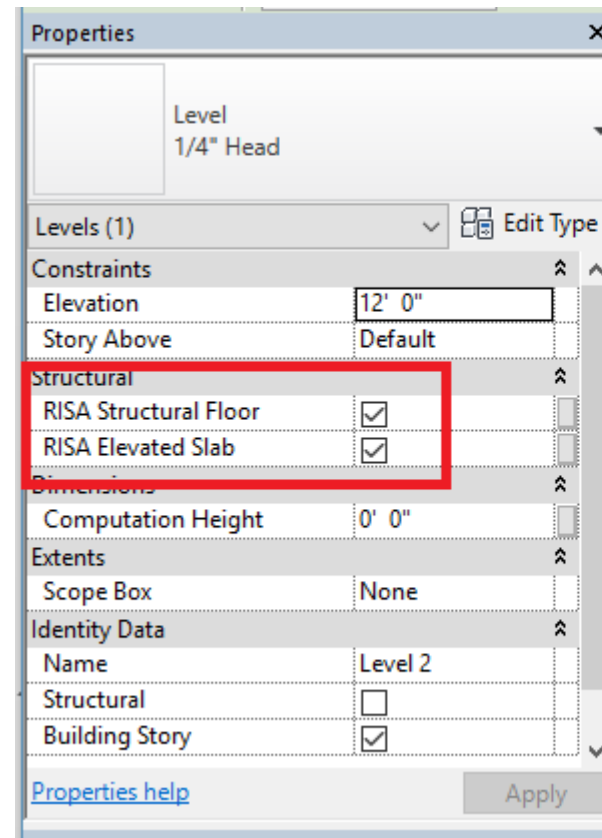 Properties
Level
1/4" Head
Levels (1)
Edit Type
Constraints
Elevation 12' 0"
Story Above Default
Structural
RISA Structural Floor
RISA Elevated Slab
Dimensions
Computation Height 0' 0"
Extents
Scope Box None
Identity Data
Name Level 2
Structural
Building Story
Properties help
Apply